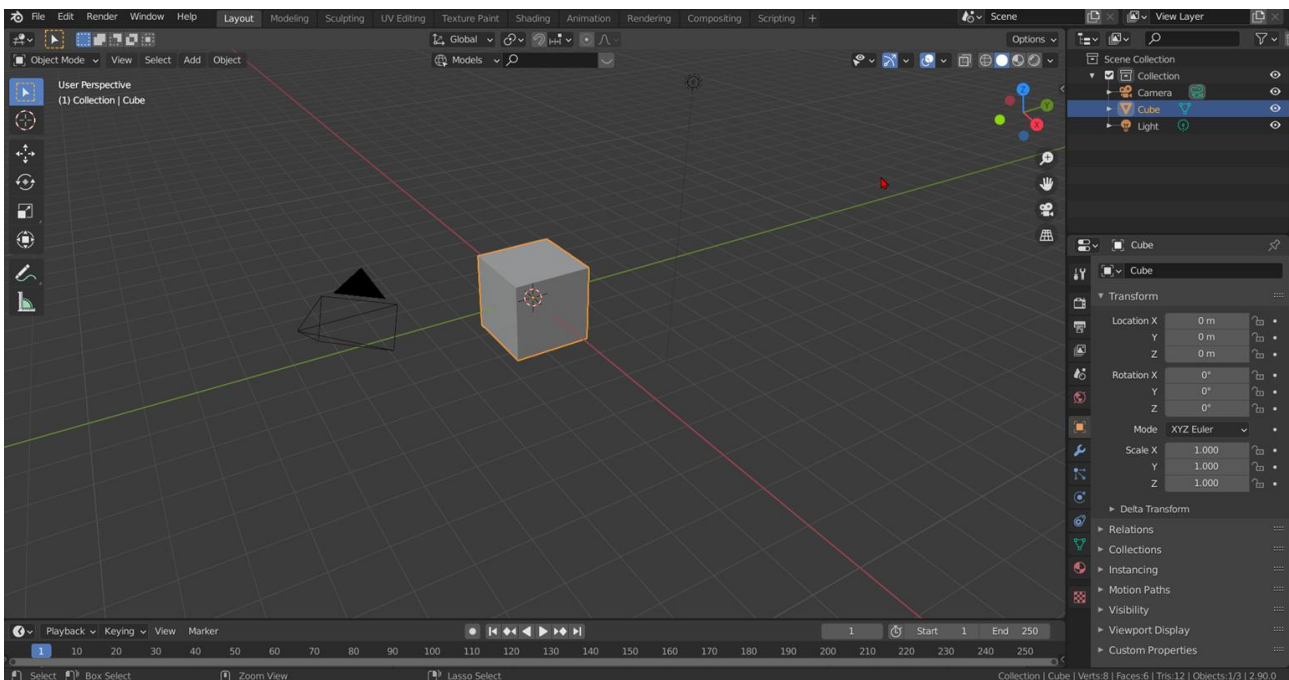 File Edit Render Window Help Layout Modeling Sculpting UV Editing Texture Paint Shading Animation Rendering Compositing Scripting + Scene View Layer
Global Options
Object Mode View Select Add Object Models
User Perspective
(1) Collection | Cube
Z
Y
X
Scene Collection
Collection
Camera
Cube
Light
Cube
Cube
Transform
Location X 0 m
Y 0 m
Z 0 m
Rotation X 0°
Y 0°
Z 0°
Mode XYZ Euler
Scale X 1.000
Y 1.000
Z 1.000
Delta Transform
Relations
Collections
Instancing
Motion Paths
Visibility
Viewport Display
Custom Properties
Playback Keying View Marker 1 Start 1 End 250
1 10 20 30 40 50 60 70 80 90 100 110 120 130 140 150 160 170 180 190 200 210 220 230 240 250
Select Box Select Zoom View Lasso Select Collection | Cube | Verts:8 | Faces:6 | Tris:12 | Objects:1/3 | 2.90.0